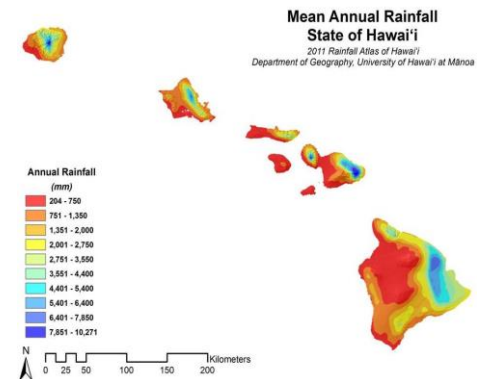 Mean Annual Rainfall
State of Hawai‘i
2011 Rainfall Atlas of Hawai‘i
Department of Geography, University of Hawai‘i at Mānoa
Annual Rainfall
(mm)
204 - 750
751 - 1,350
1,351 - 2,000
2,001 - 2,750
2,751 - 3,550
3,551 - 4,400
4,401 - 5,400
5,401 - 6,400
6,401 - 7,850
7,851 - 10,271
N
Kilometers
0 25 50 100 150 200